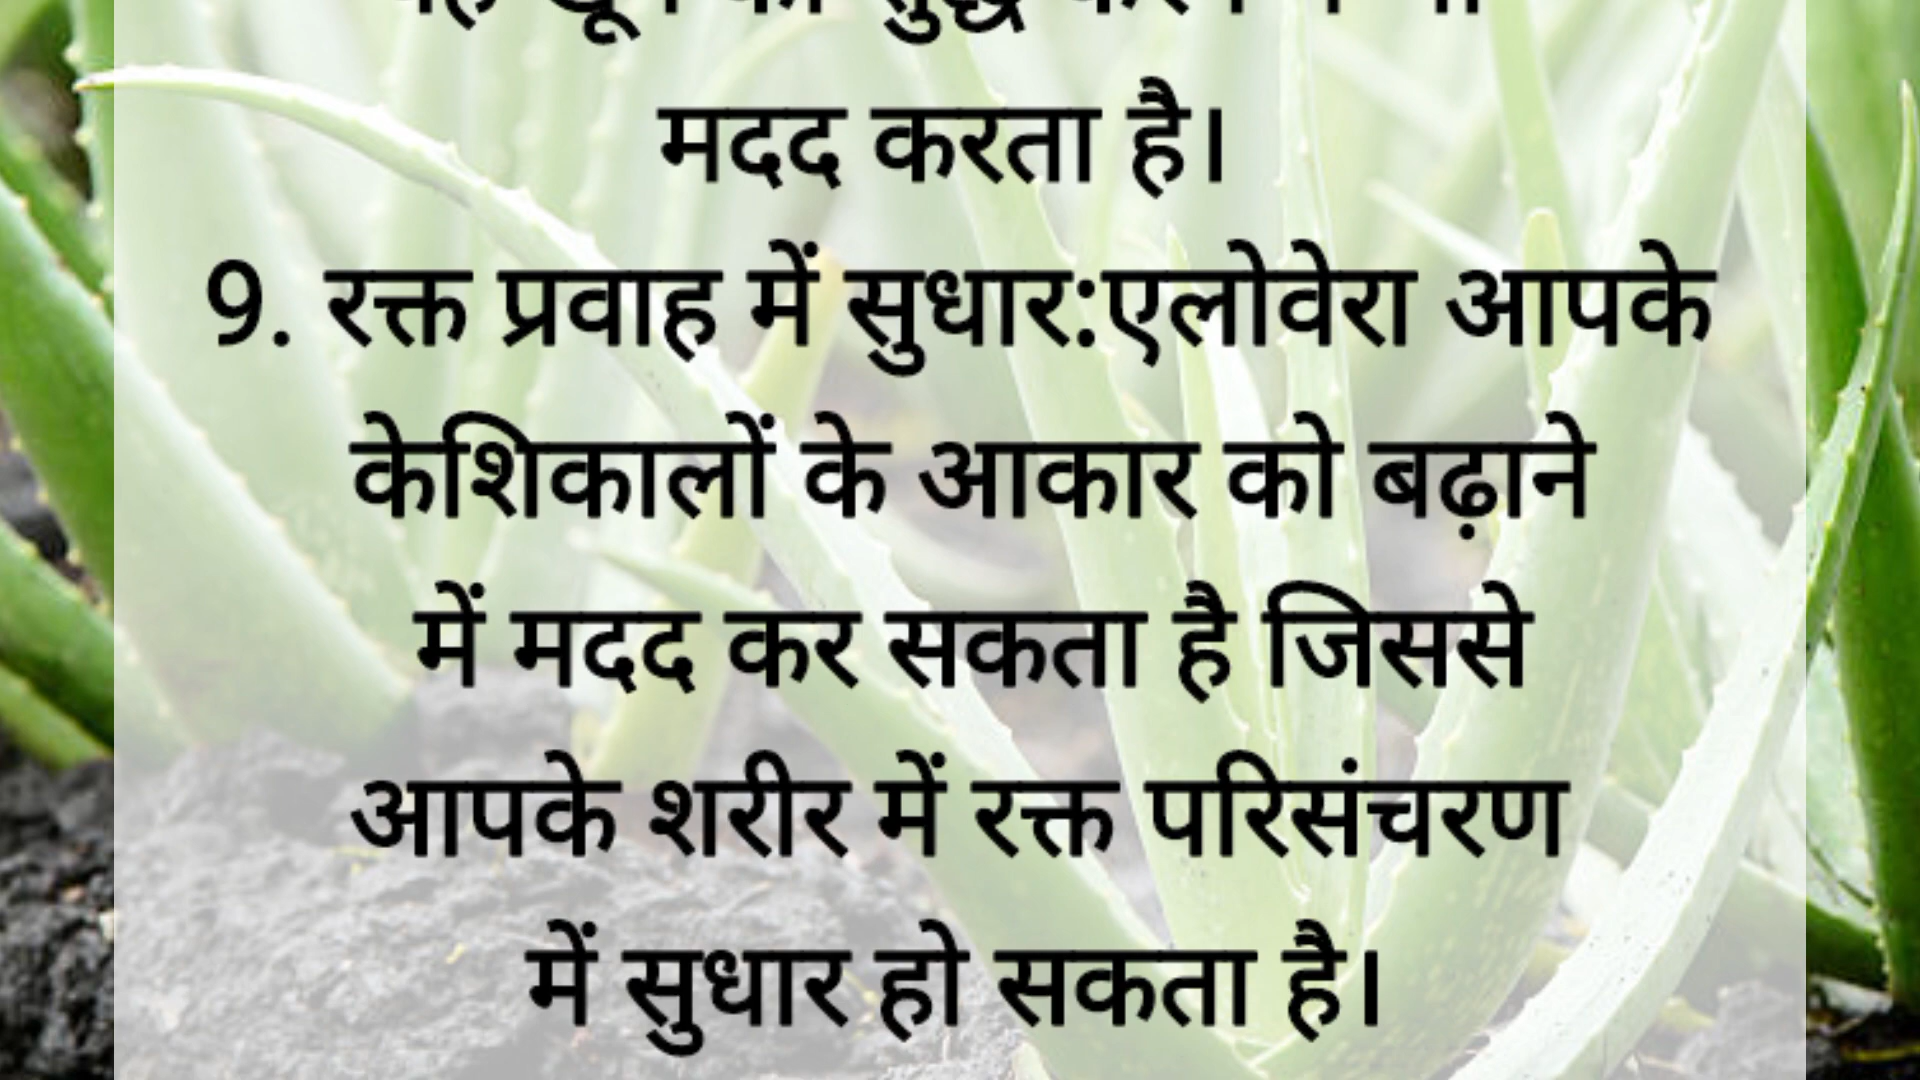 मदद करता है।
9. रक्त प्रवाह में सुधार:एलोवेरा आपके
केशिकालों के आकार को बढ़ाने
में मदद कर सकता है जिससे
आपके शरीर में रक्त परिसंचरण
में सुधार हो सकता है।